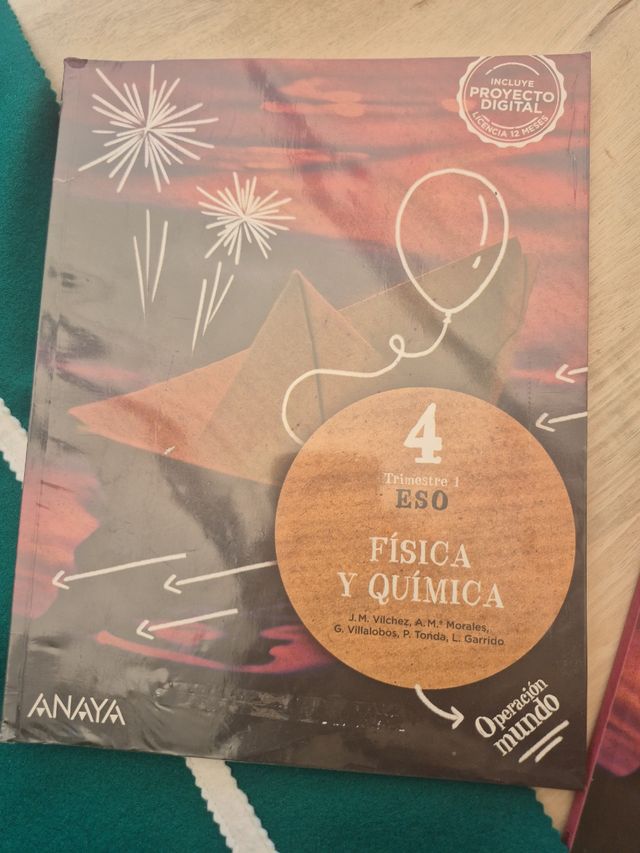 INCLUYE
PROYECTO
DIGITAL
LICENCIA 12 MESES
4
Trimestre 1
ESO
FÍSICA
Y QUÍMICA
J. M. Vílchez, A. M.ª Morales,
G. Villalobos, P. Tonda, L. Garrido
ANAYA
Operación
mundo